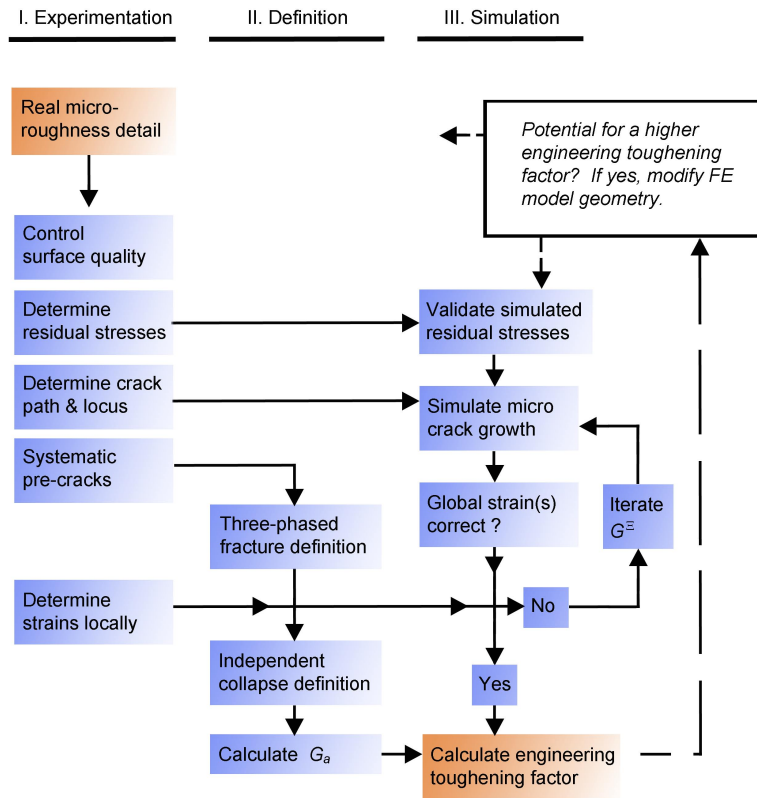 I. Experimentation
II. Definition
III. Simulation
Real micro-
roughness detail
Control
surface quality
Determine
residual stresses
Determine crack
path & locus
Systematic
pre-cracks
Determine
strains locally
Three-phased
fracture definition
Independent
collapse definition
Calculate Gₐ
Potential for a higher
engineering toughening
factor? If yes, modify FE
model geometry.
Validate simulated
residual stresses
Simulate micro
crack growth
Global strain(s)
correct ?
Iterate
G^Ξ
No
Yes
Calculate engineering
toughening factor